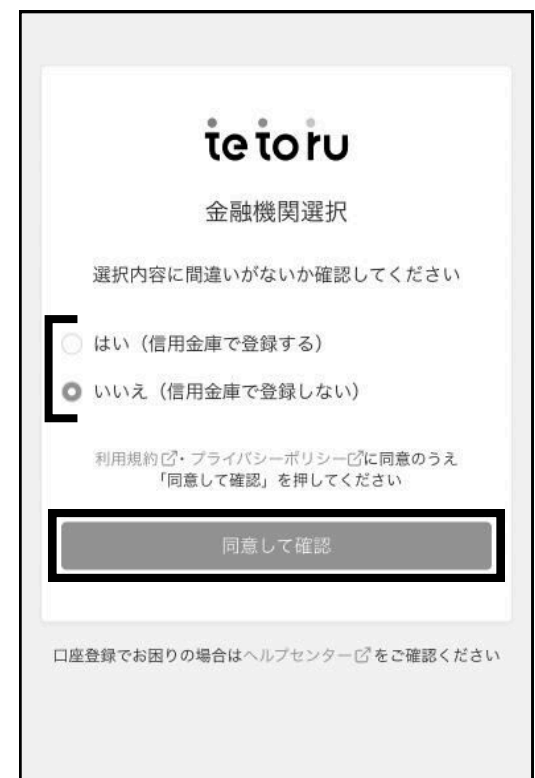 tetoru
金融機関選択
選択内容に間違いがないか確認してください
はい（信用金庫で登録する）
いいえ（信用金庫で登録しない）
利用規約・プライバシーポリシーに同意のうえ
「同意して確認」を押してください
同意して確認
口座登録でお困りの場合はヘルプセンターをご確認ください